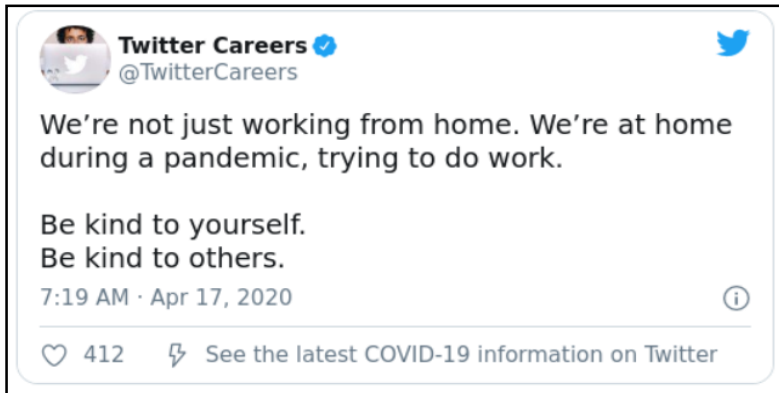 Twitter Careers
@TwitterCareers
We’re not just working from home. We’re at home
during a pandemic, trying to do work.
Be kind to yourself.
Be kind to others.
7:19 AM · Apr 17, 2020
412 See the latest COVID-19 information on Twitter